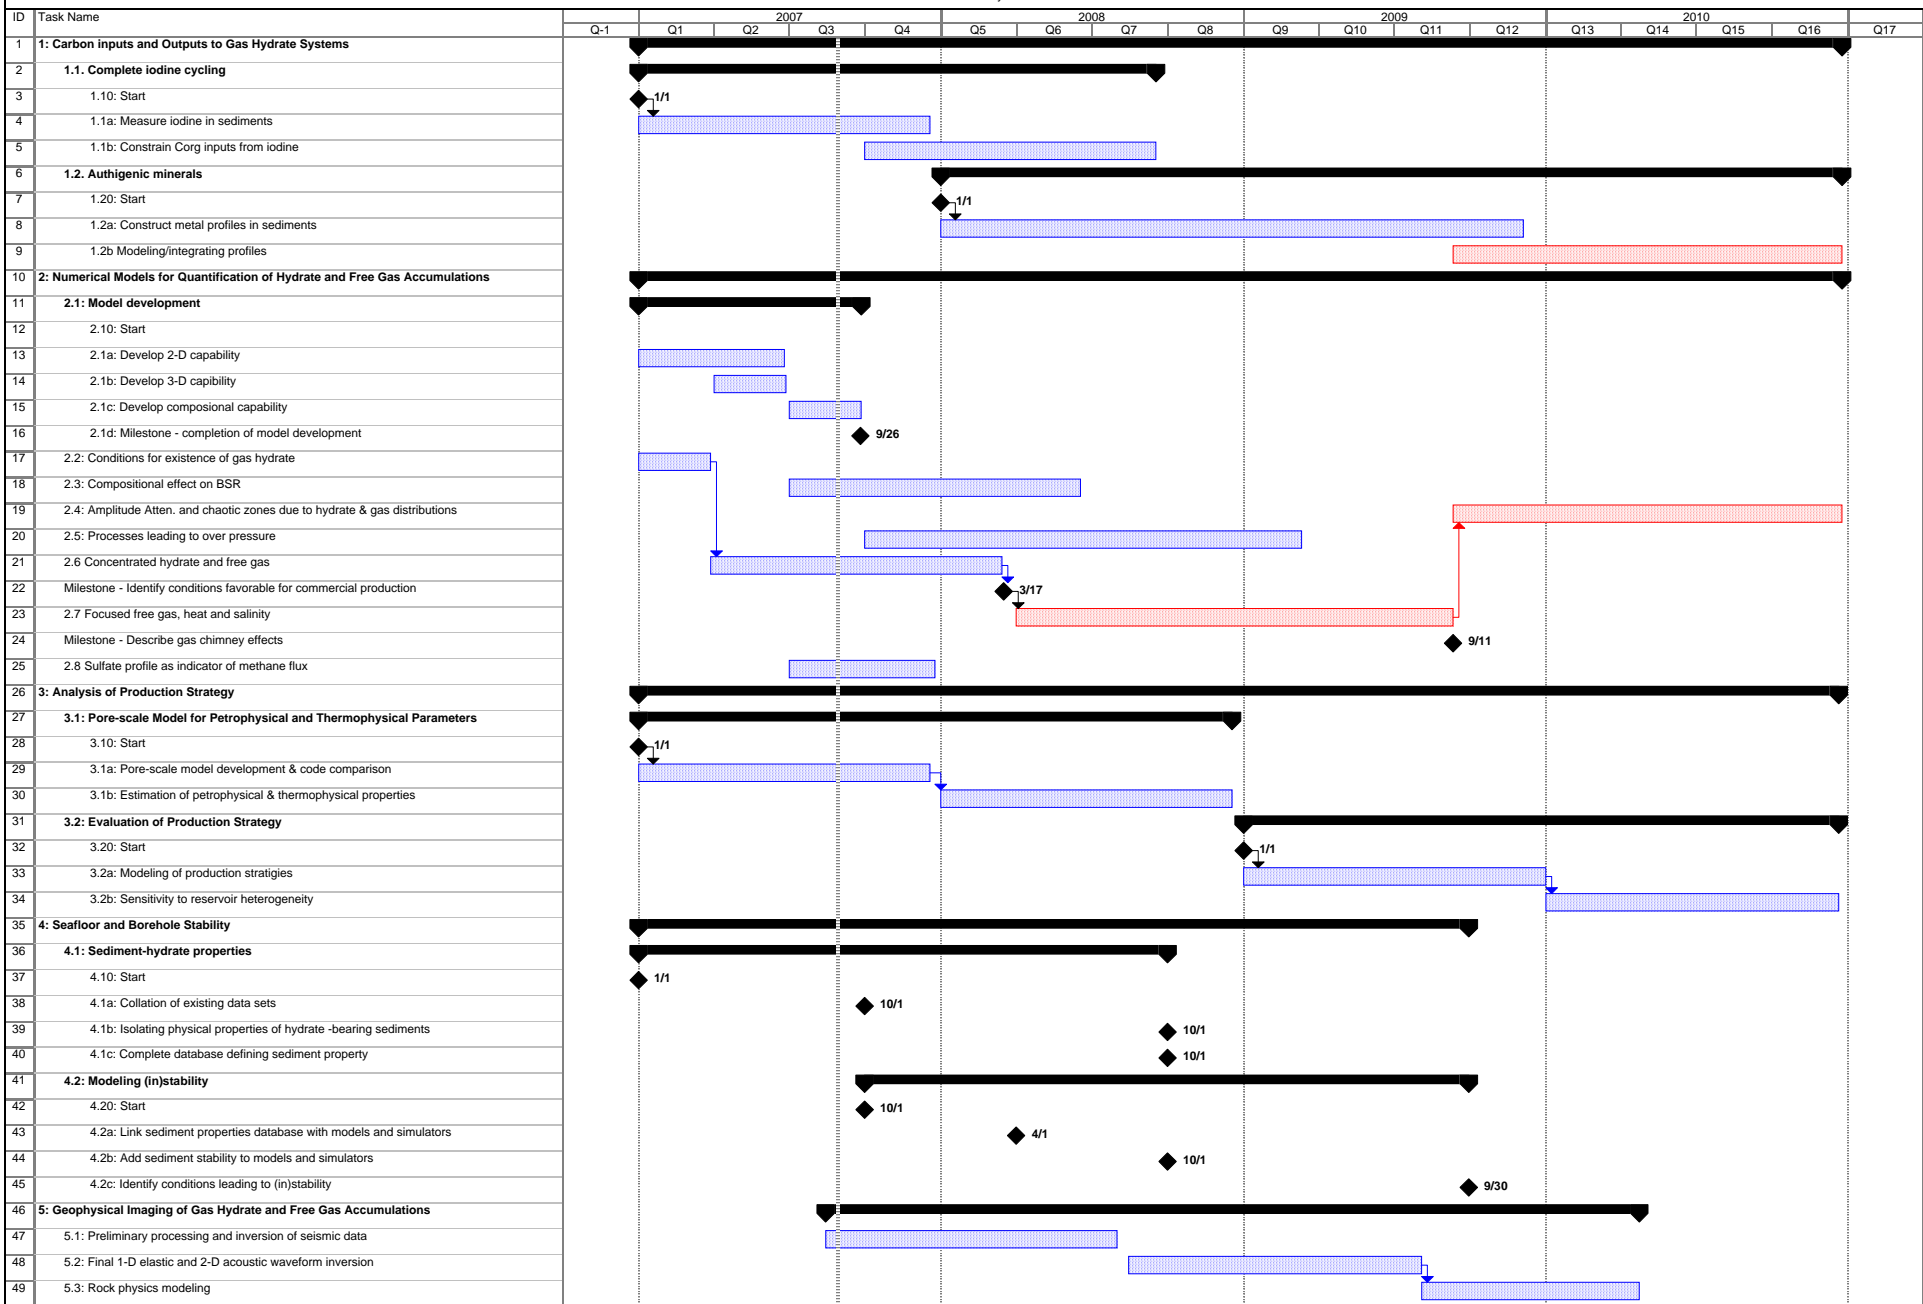 ID Task Name 2007 2008 2009 2010
Q-1 Q1 Q2 Q3 Q4 Q5 Q6 Q7 Q8 Q9 Q10 Q11 Q12 Q13 Q14 Q15 Q16 Q17
1 1: Carbon inputs and Outputs to Gas Hydrate Systems
2 1.1. Complete iodine cycling
3 1.10: Start 1/1
4 1.1a: Measure iodine in sediments
5 1.1b: Constrain Corg inputs from iodine
6 1.2. Authigenic minerals
7 1.20: Start 1/1
8 1.2a: Construct metal profiles in sediments
9 1.2b Modeling/integrating profiles
10 2: Numerical Models for Quantification of Hydrate and Free Gas Accumulations
11 2.1: Model development
12 2.10: Start
13 2.1a: Develop 2-D capability
14 2.1b: Develop 3-D capibility
15 2.1c: Develop composional capability
16 2.1d: Milestone - completion of model development 9/26
17 2.2: Conditions for existence of gas hydrate
18 2.3: Compositional effect on BSR
19 2.4: Amplitude Atten. and chaotic zones due to hydrate & gas distributions
20 2.5: Processes leading to over pressure
21 2.6 Concentrated hydrate and free gas
22 Milestone - Identify conditions favorable for commercial production 3/17
23 2.7 Focused free gas, heat and salinity
24 Milestone - Describe gas chimney effects 9/11
25 2.8 Sulfate profile as indicator of methane flux
26 3: Analysis of Production Strategy
27 3.1: Pore-scale Model for Petrophysical and Thermophysical Parameters
28 3.10: Start 1/1
29 3.1a: Pore-scale model development & code comparison
30 3.1b: Estimation of petrophysical & thermophysical properties
31 3.2: Evaluation of Production Strategy
32 3.20: Start 1/1
33 3.2a: Modeling of production stratigies
34 3.2b: Sensitivity to reservoir heterogeneity
35 4: Seafloor and Borehole Stability
36 4.1: Sediment-hydrate properties
37 4.10: Start 1/1
38 4.1a: Collation of existing data sets 10/1
39 4.1b: Isolating physical properties of hydrate -bearing sediments 10/1
40 4.1c: Complete database defining sediment property 10/1
41 4.2: Modeling (in)stability
42 4.20: Start 10/1
43 4.2a: Link sediment properties database with models and simulators 4/1
44 4.2b: Add sediment stability to models and simulators 10/1
45 4.2c: Identify conditions leading to (in)stability 9/30
46 5: Geophysical Imaging of Gas Hydrate and Free Gas Accumulations
47 5.1: Preliminary processing and inversion of seismic data
48 5.2: Final 1-D elastic and 2-D acoustic waveform inversion
49 5.3: Rock physics modeling